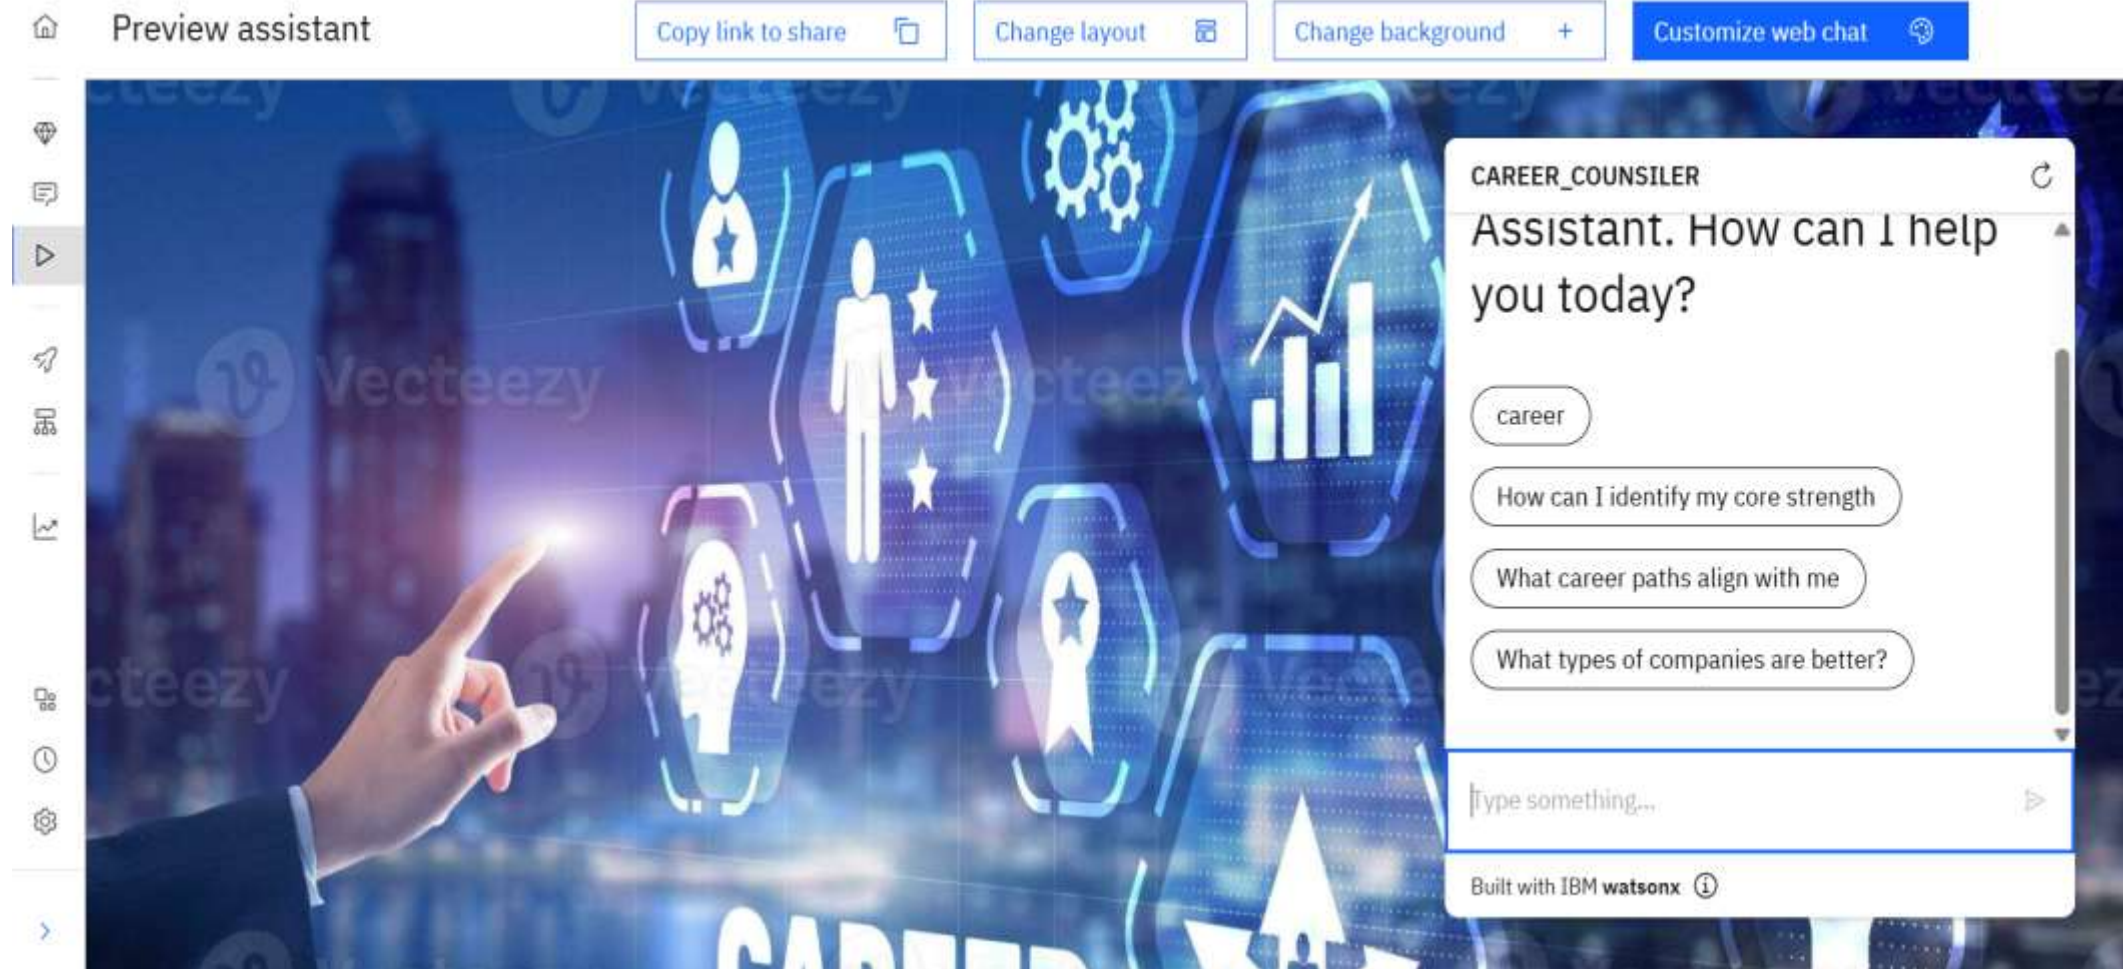 Preview assistant
Copy link to share
Change layout
Change background +
Customize web chat
CAREER_COUNSILER
Assistant. How can I help
you today?
career
How can I identify my core strength
What career paths align with me
What types of companies are better?
Type something...
Built with IBM watsonx
Vecteezy
CAREER